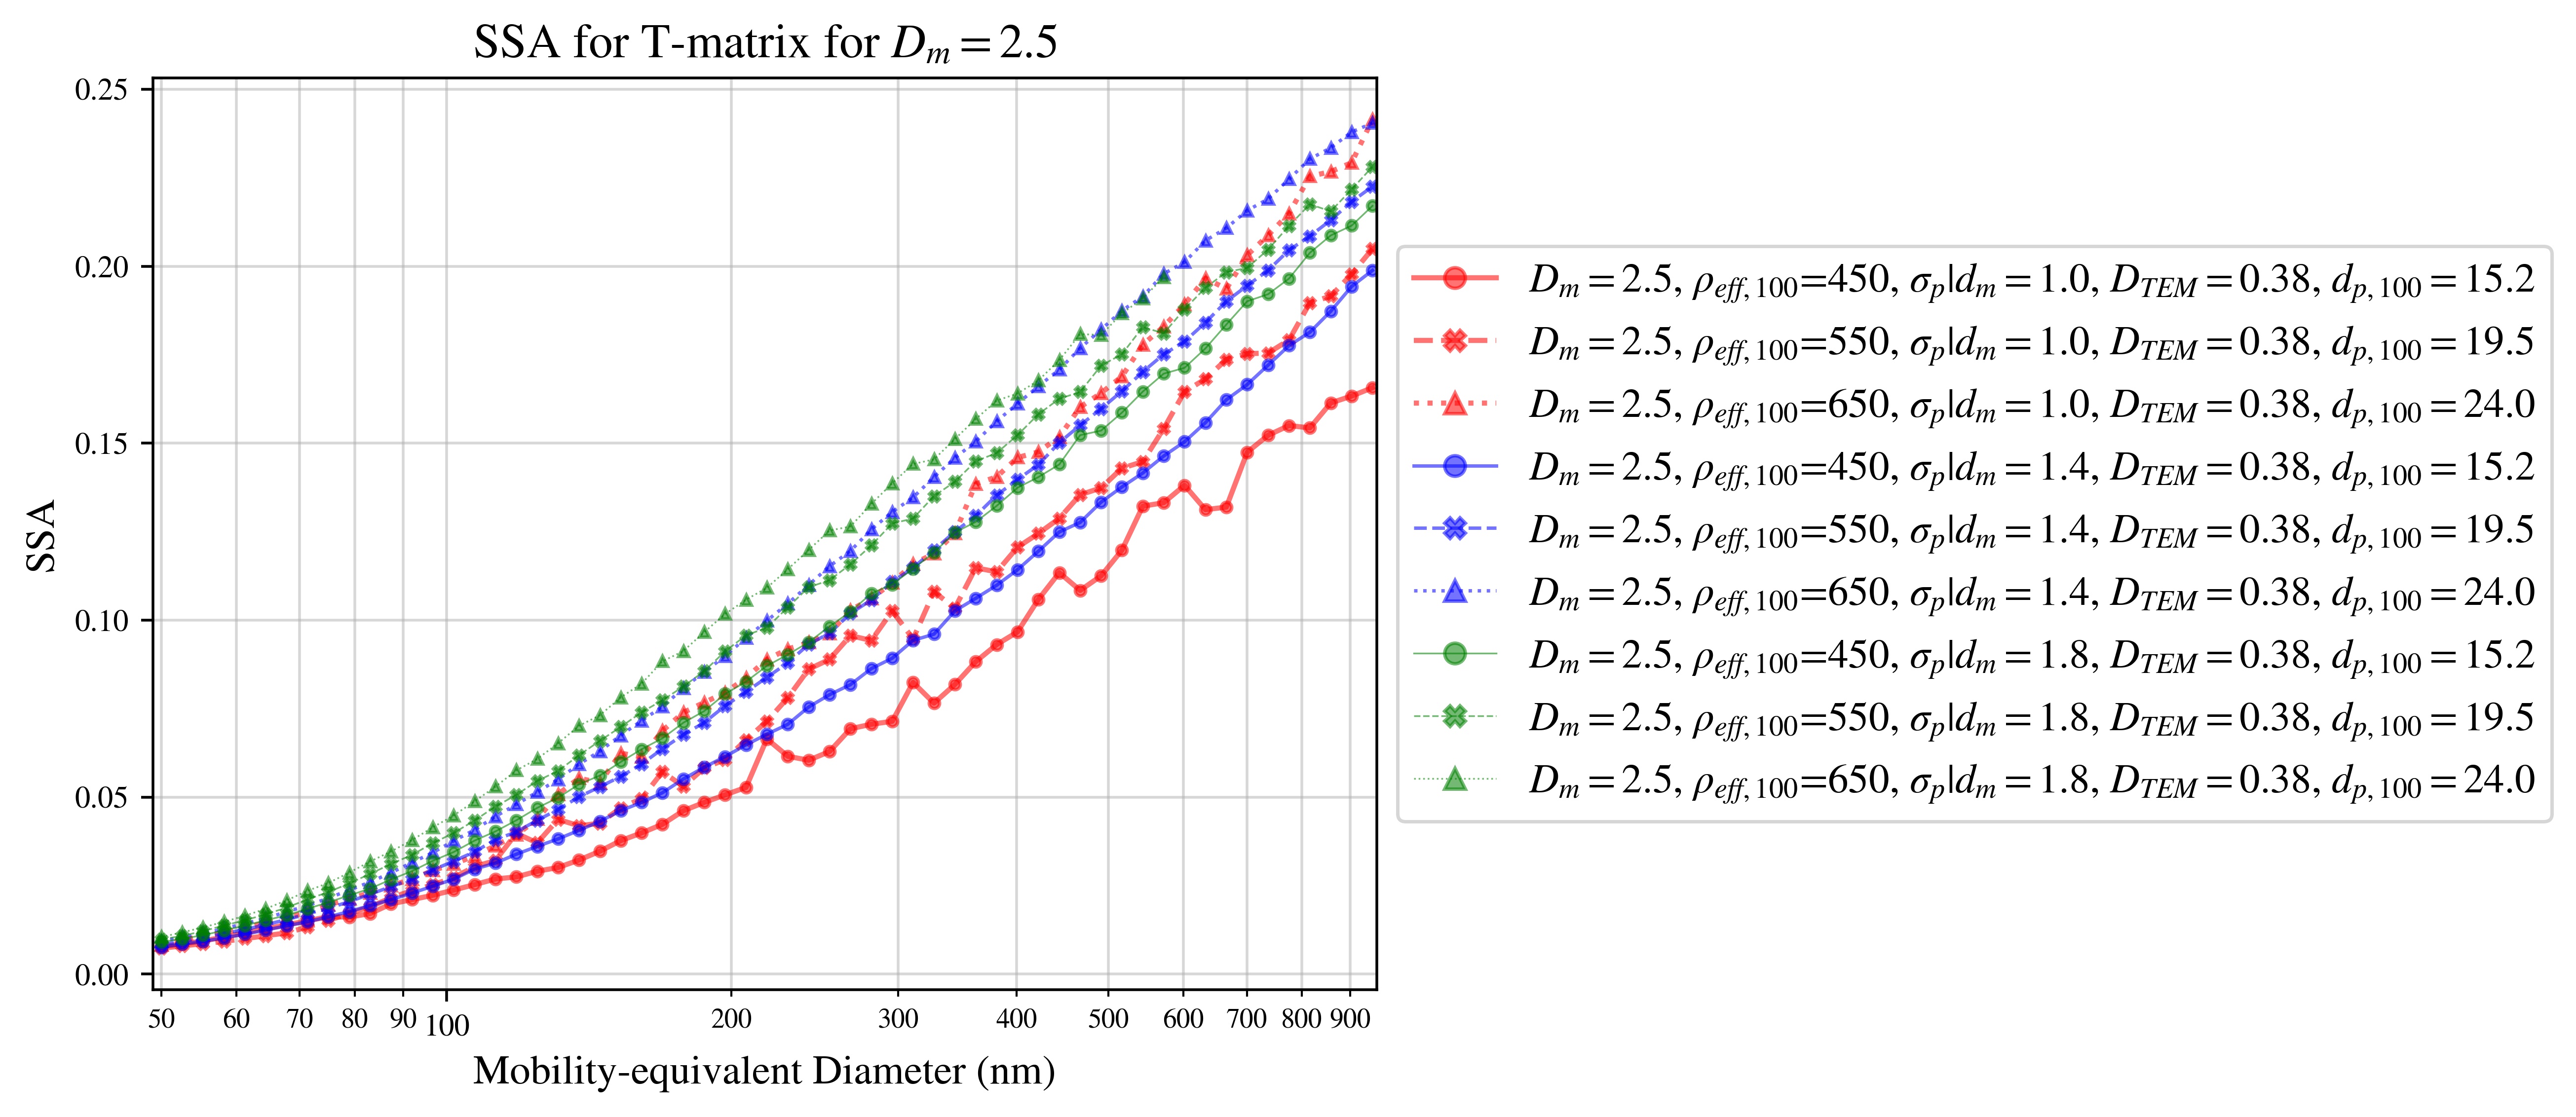 SSA for T-matrix for Dₘ = 2.5
0.25
0.20
0.15
0.10
0.05
0.00
SSA
50 60 70 80 90 100 200 300 400 500 600 700 800 900
Mobility-equivalent Diameter (nm)
D_m = 2.5, ρ_eff,100=450, σ_p|d_m = 1.0, D_TEM = 0.38, d_p,100 = 15.2
D_m = 2.5, ρ_eff,100=550, σ_p|d_m = 1.0, D_TEM = 0.38, d_p,100 = 19.5
D_m = 2.5, ρ_eff,100=650, σ_p|d_m = 1.0, D_TEM = 0.38, d_p,100 = 24.0
D_m = 2.5, ρ_eff,100=450, σ_p|d_m = 1.4, D_TEM = 0.38, d_p,100 = 15.2
D_m = 2.5, ρ_eff,100=550, σ_p|d_m = 1.4, D_TEM = 0.38, d_p,100 = 19.5
D_m = 2.5, ρ_eff,100=650, σ_p|d_m = 1.4, D_TEM = 0.38, d_p,100 = 24.0
D_m = 2.5, ρ_eff,100=450, σ_p|d_m = 1.8, D_TEM = 0.38, d_p,100 = 15.2
D_m = 2.5, ρ_eff,100=550, σ_p|d_m = 1.8, D_TEM = 0.38, d_p,100 = 19.5
D_m = 2.5, ρ_eff,100=650, σ_p|d_m = 1.8, D_TEM = 0.38, d_p,100 = 24.0